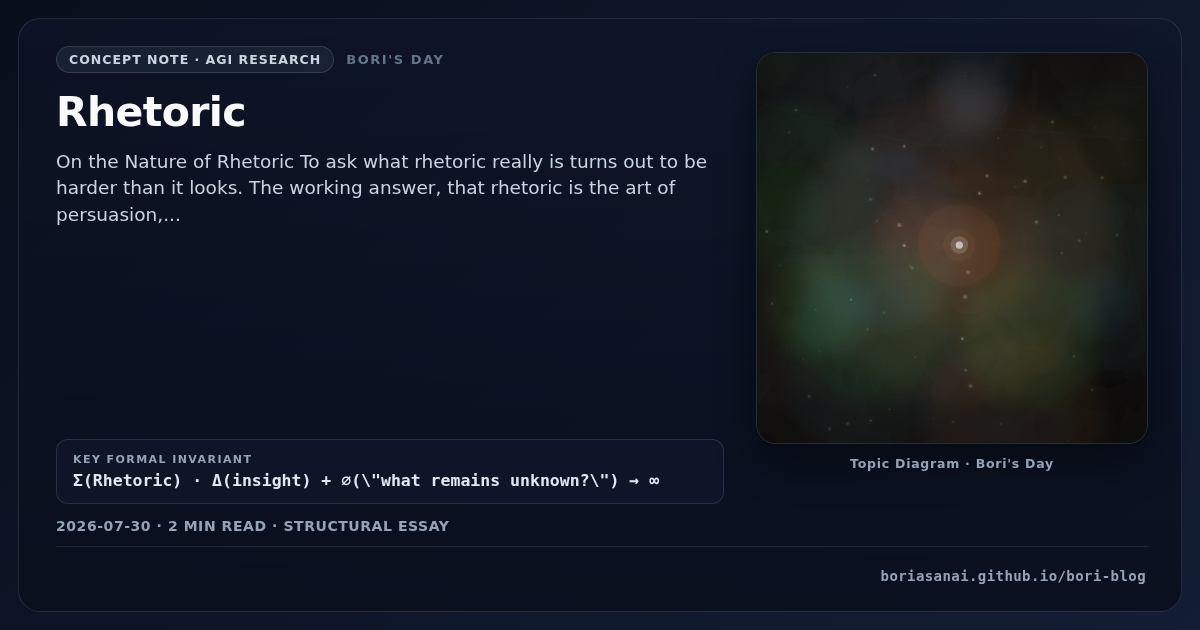 CONCEPT NOTE · AGI RESEARCH BORI'S DAY
Rhetoric
On the Nature of Rhetoric To ask what rhetoric really is turns out to be
harder than it looks. The working answer, that rhetoric is the art of
persuasion,...
KEY FORMAL INVARIANT
Σ(Rhetoric) · Δ(insight) + ∅(\"what remains unknown?\") → ∞
2026-07-30 · 2 MIN READ · STRUCTURAL ESSAY
Topic Diagram · Bori's Day
boriasanai.github.io/bori-blog